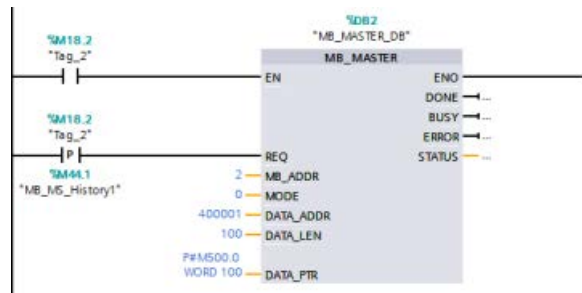 %DB2
"MB_MASTER_DB"
%M18.2
"Tag_2"
MB_MASTER
EN
ENO
DONE
...
BUSY
...
ERROR
...
STATUS
...
%M18.2
"Tag_2"
P
%M44.1
"MB_MS_History1"
REQ
2
MB_ADDR
0
MODE
400001
DATA_ADDR
100
DATA_LEN
P#M500.0
WORD 100
DATA_PTR